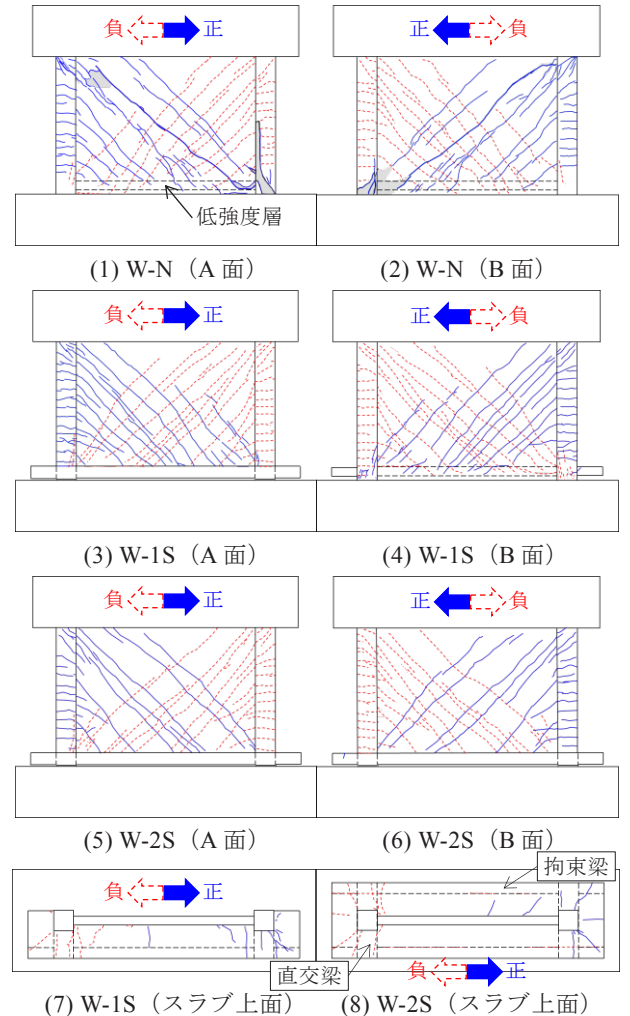 負 正
正 負
低強度層
(1) W-N（A 面） (2) W-N（B 面）
負 正
正 負
(3) W-1S（A 面） (4) W-1S（B 面）
負 正
正 負
(5) W-2S（A 面） (6) W-2S（B 面）
負 正
拘束梁
直交梁
負 正
(7) W-1S（スラブ上面） (8) W-2S（スラブ上面）